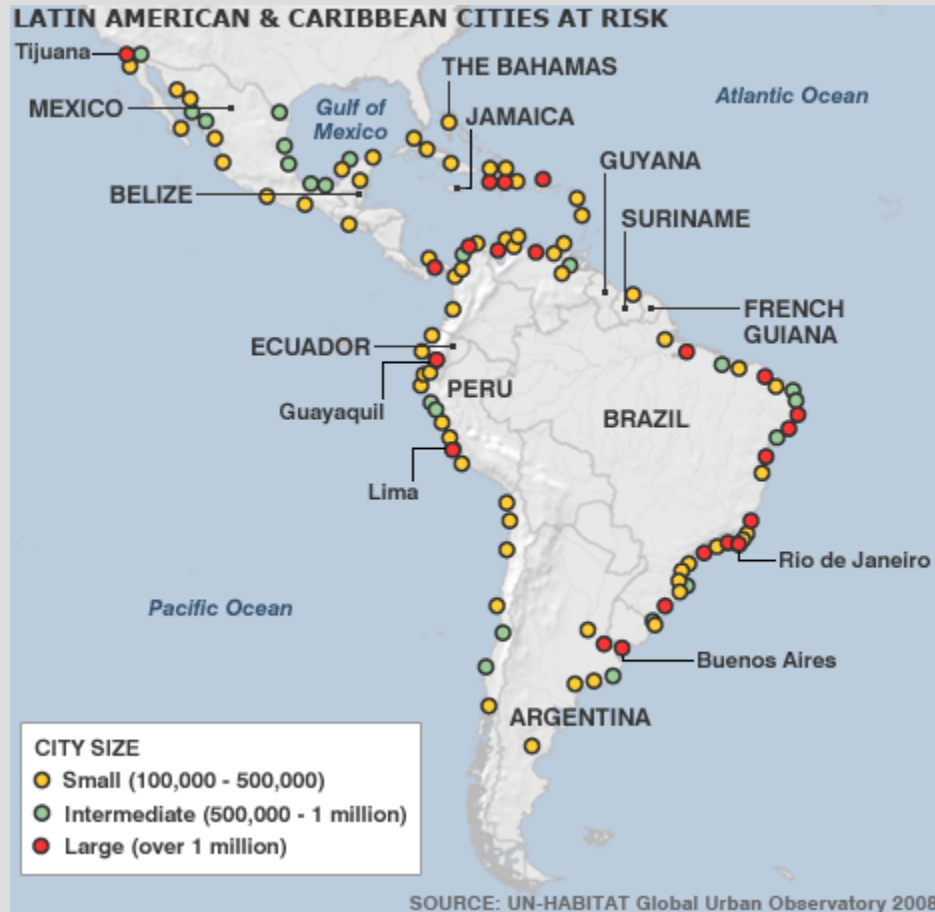 LATIN AMERICAN & CARIBBEAN CITIES AT RISK
Tijuana
THE BAHAMAS
MEXICO
Gulf of
Mexico
JAMAICA
Atlantic Ocean
GUYANA
BELIZE
SURINAME
FRENCH
GUIANA
ECUADOR
PERU
Guayaquil
BRAZIL
Lima
Rio de Janeiro
Pacific Ocean
Buenos Aires
ARGENTINA
CITY SIZE
Small (100,000 - 500,000)
Intermediate (500,000 - 1 million)
Large (over 1 million)
SOURCE: UN-HABITAT Global Urban Observatory 2008